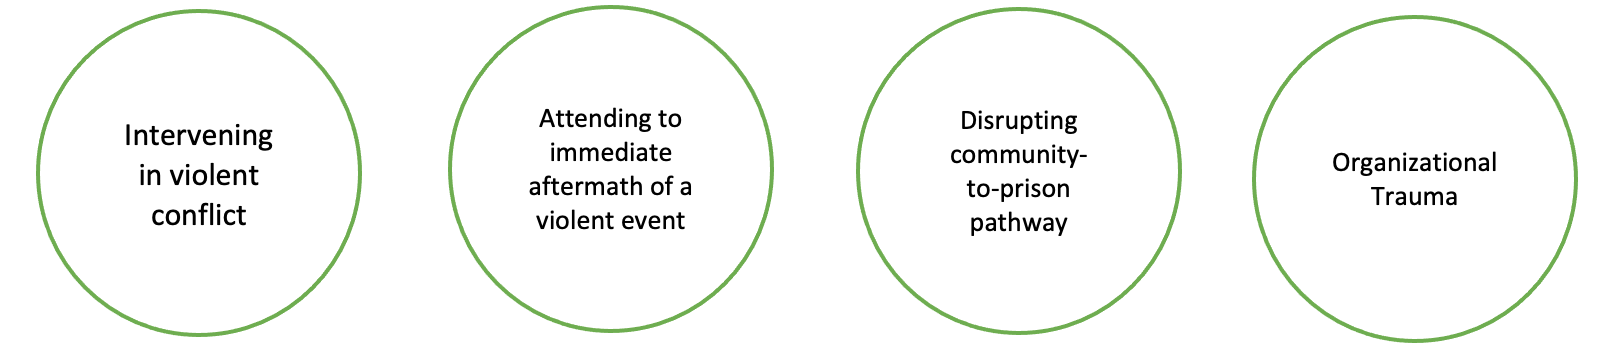 Intervening
in violent
conflict
Attending to
immediate
aftermath of a
violent event
Disrupting
community-
to-prison
pathway
Organizational
Trauma